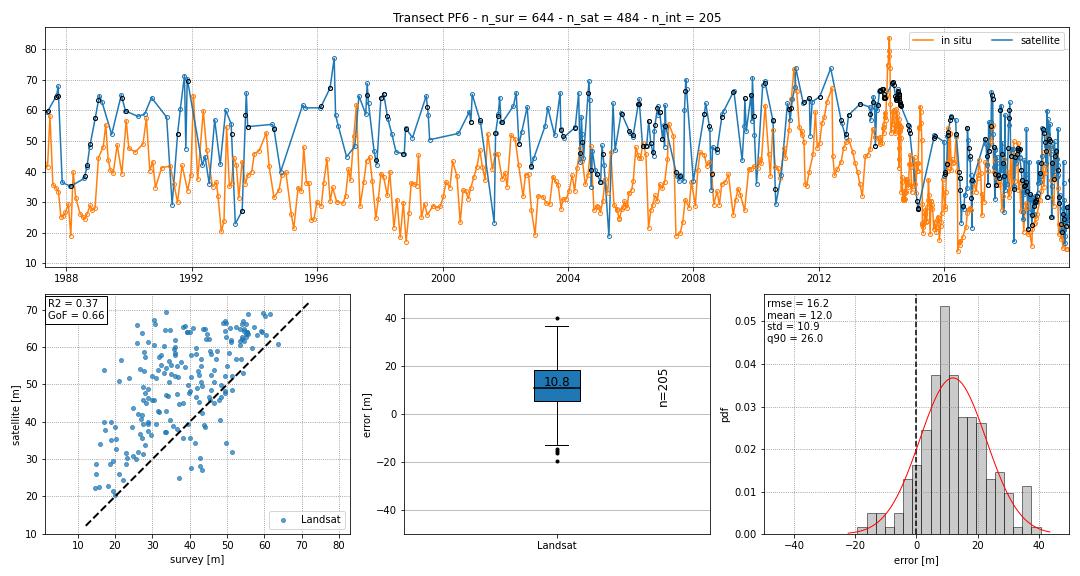 Transect PF6 - n_sur = 644 - n_sat = 484 - n_int = 205
in situ
satellite
80
70
60
50
40
30
20
10
1988
1992
1996
2000
2004
2008
2012
2016
R2 = 0.37
GoF = 0.66
70
60
50
40
30
20
10
satellite [m]
Landsat
10
20
30
40
50
60
70
80
survey [m]
40
20
0
−20
−40
error [m]
10.8
n=205
Landsat
rmse = 16.2
mean = 12.0
std = 10.9
q90 = 26.0
0.05
0.04
0.03
0.02
0.01
0.00
pdf
−40
−20
0
20
40
error [m]